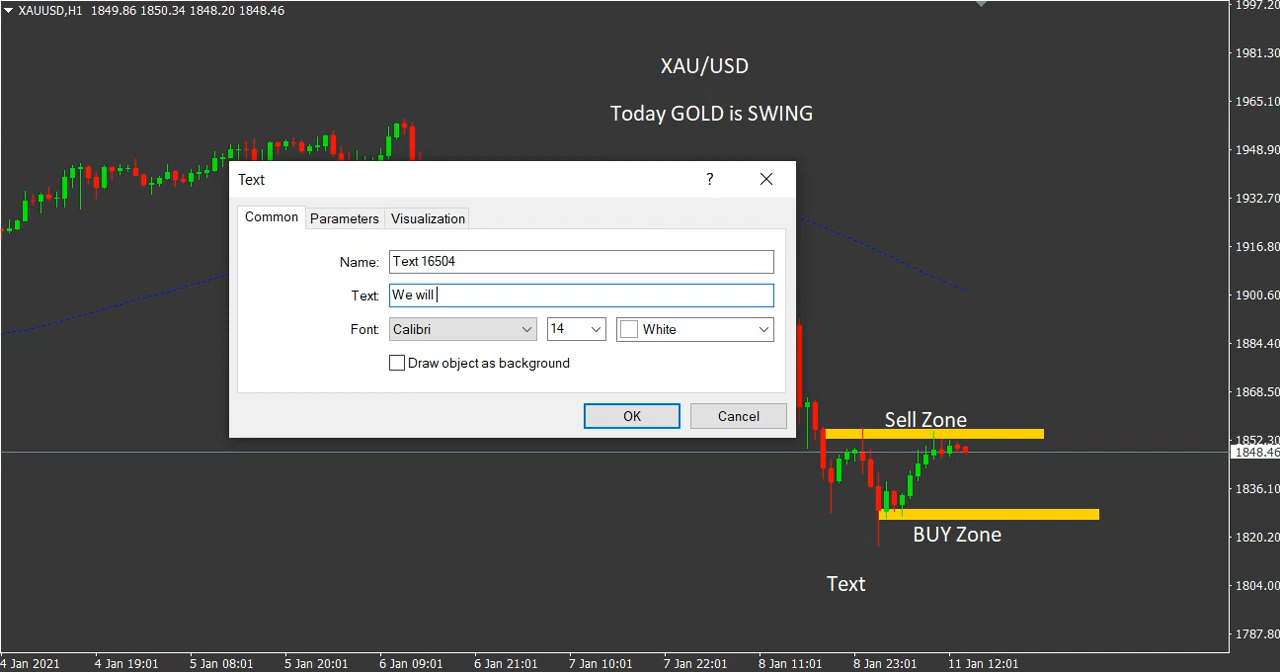 XAUUSD,H1 1849.86 1850.34 1848.20 1848.46
XAU/USD
Today GOLD is SWING
Text
?
Common Parameters Visualization
Name: Text 16504
Text: We will
Font: Calibri 14 White
Draw object as background
OK Cancel
Sell Zone
BUY Zone
Text
1997.20
1981.30
1965.10
1948.90
1932.70
1916.80
1900.60
1884.40
1868.50
1852.30
1848.46
1836.10
1820.20
1804.00
1787.80
4 Jan 2021 4 Jan 19:01 5 Jan 08:01 5 Jan 20:01 6 Jan 09:01 6 Jan 21:01 7 Jan 10:01 7 Jan 22:01 8 Jan 11:01 8 Jan 23:01 11 Jan 12:01